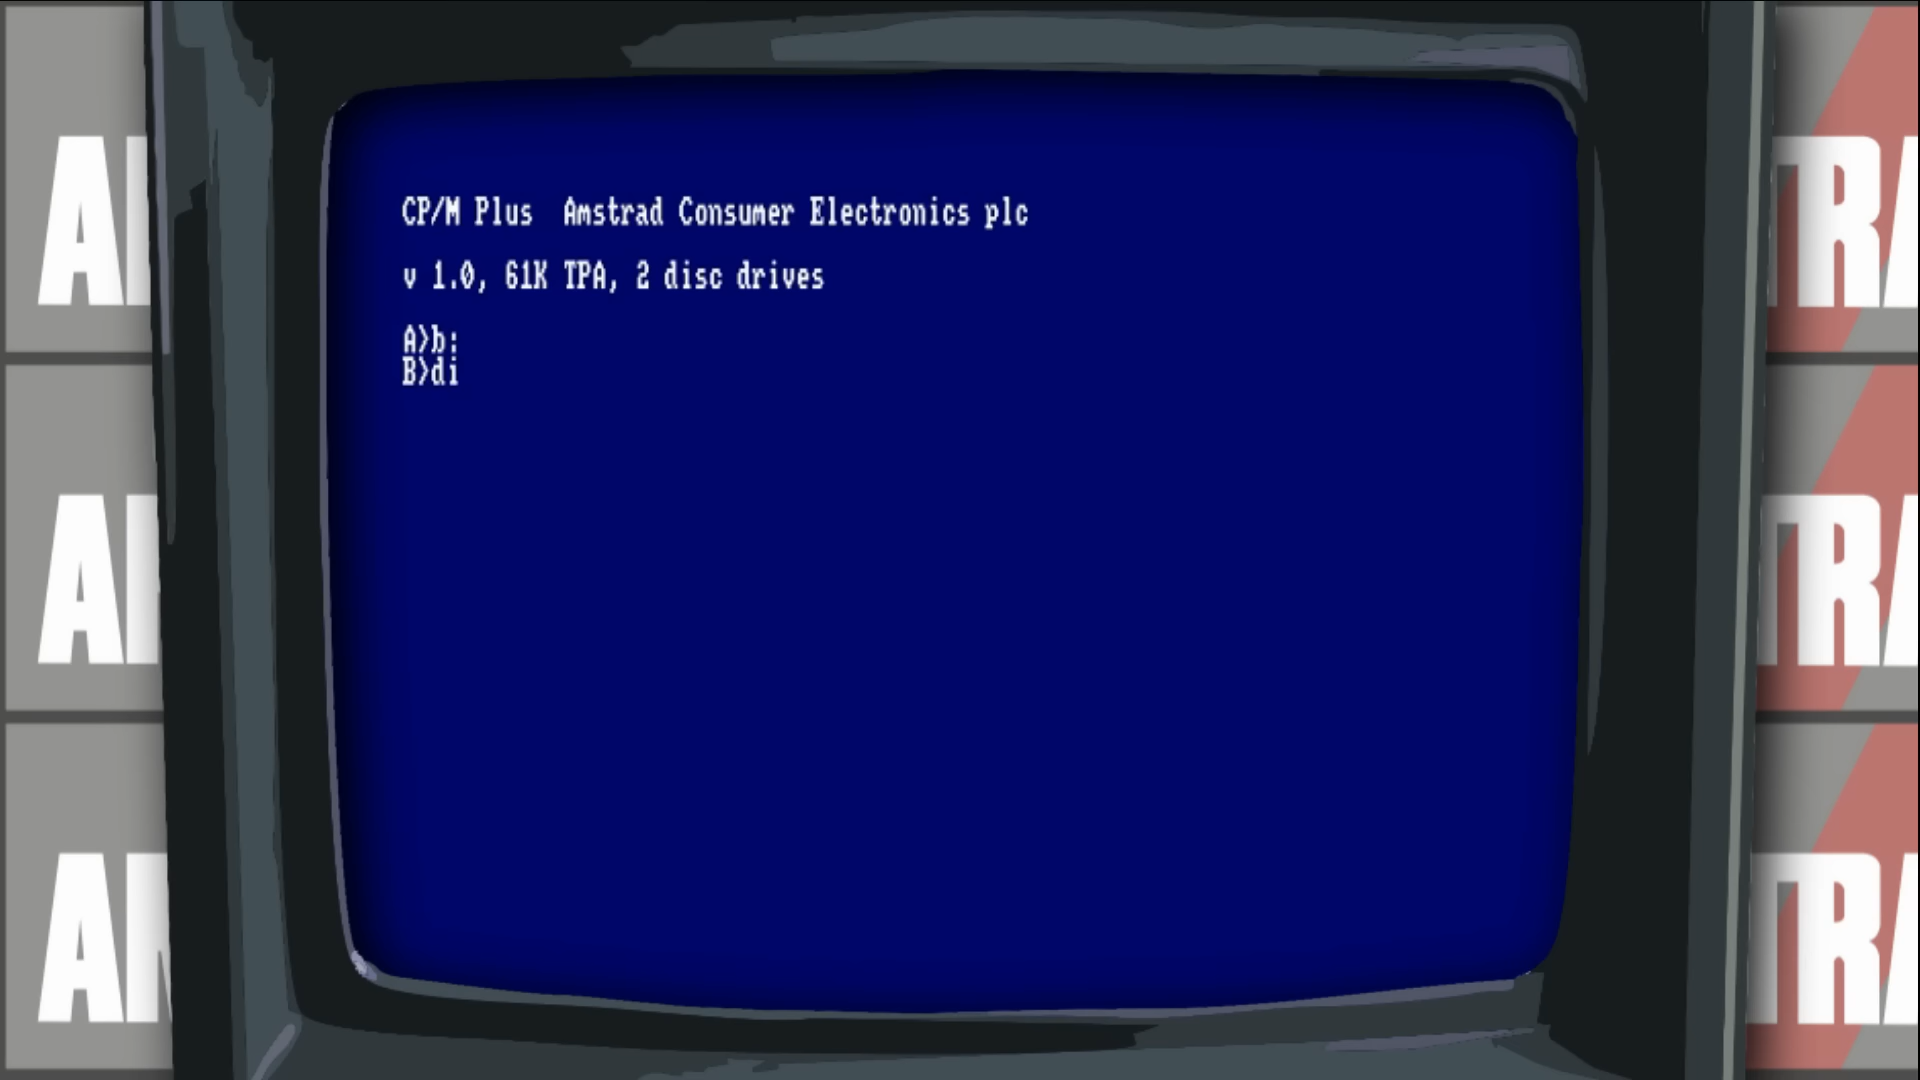 CP/M Plus  Amstrad Consumer Electronics plc
v 1.0, 61K TPA, 2 disc drives
A>b:
B>di